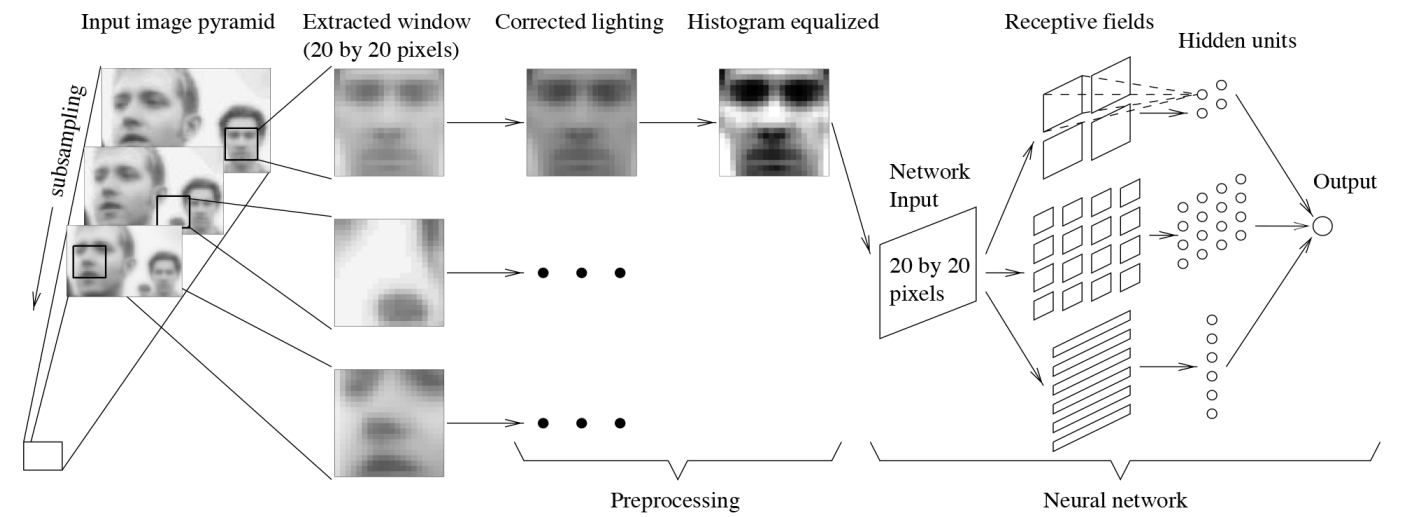 Input image pyramid
Extracted window
(20 by 20 pixels)
Corrected lighting
Histogram equalized
Receptive fields
Hidden units
subsampling
Network
Input
20 by 20
pixels
Output
Preprocessing
Neural network